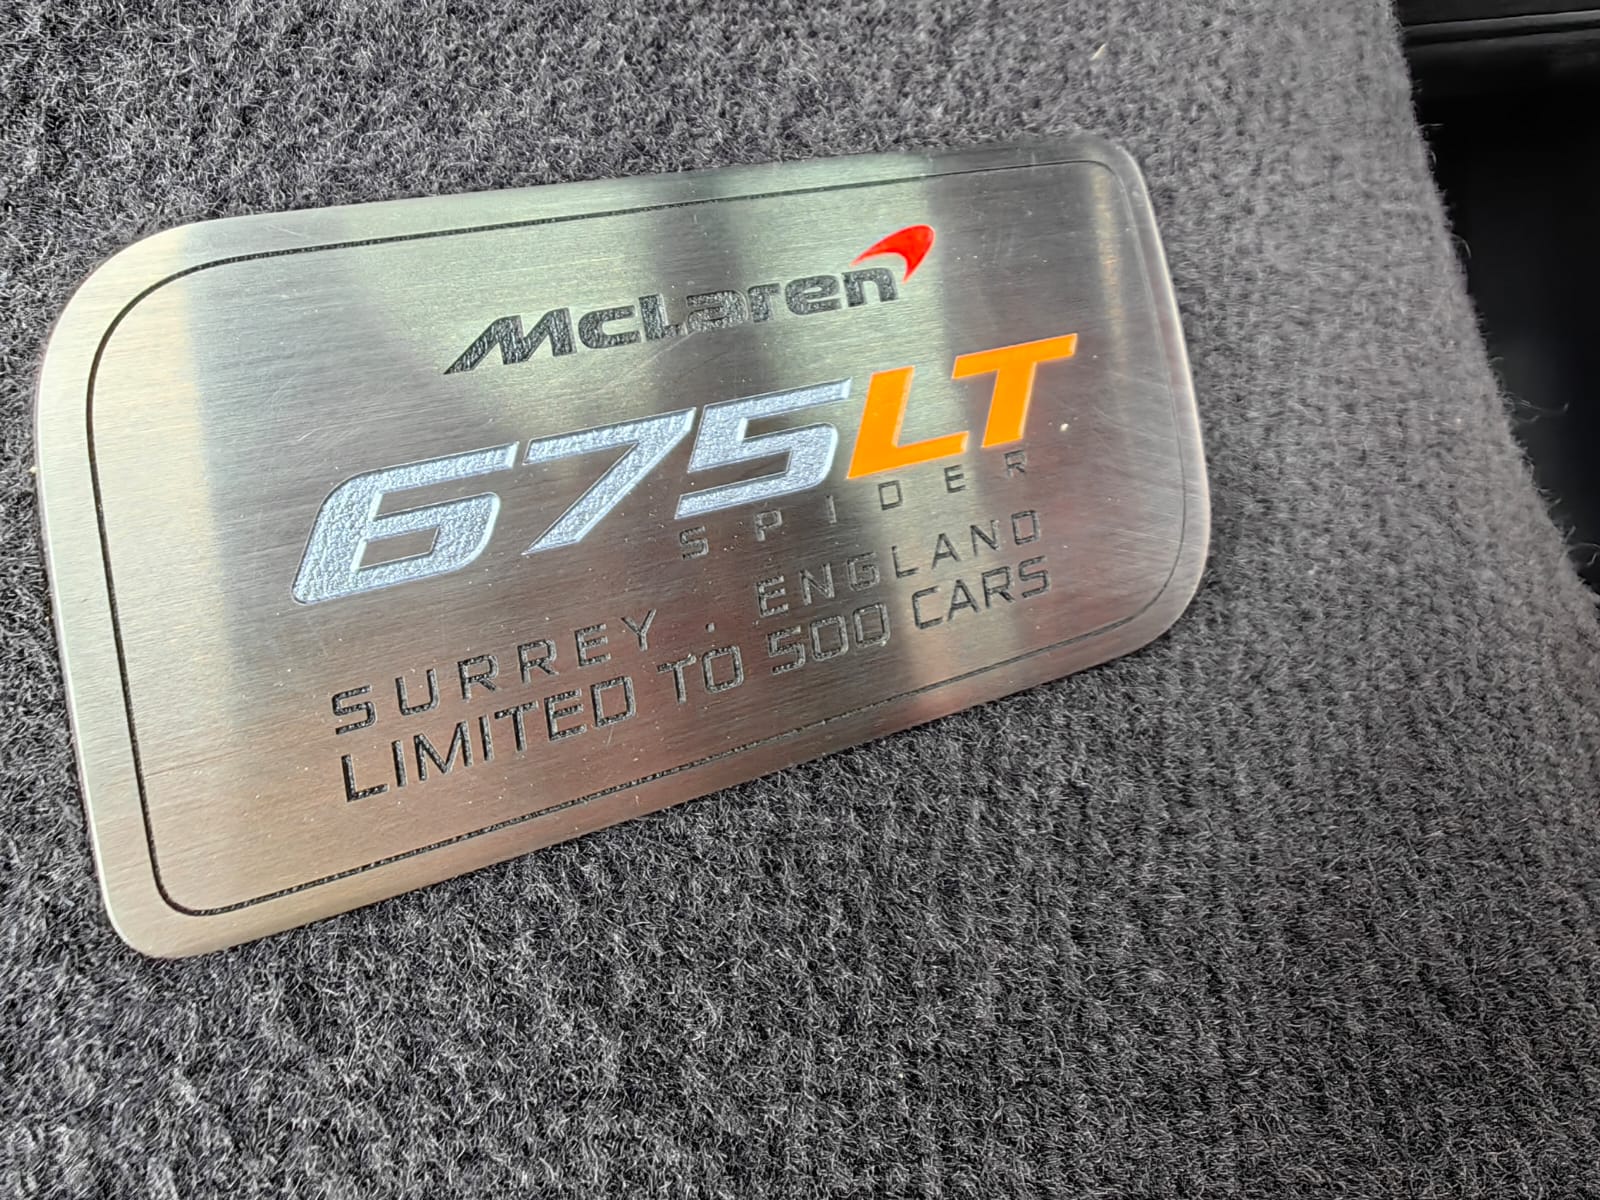 McLaren
675LT
SPIDER
SURREY . ENGLAND
LIMITED TO 500 CARS